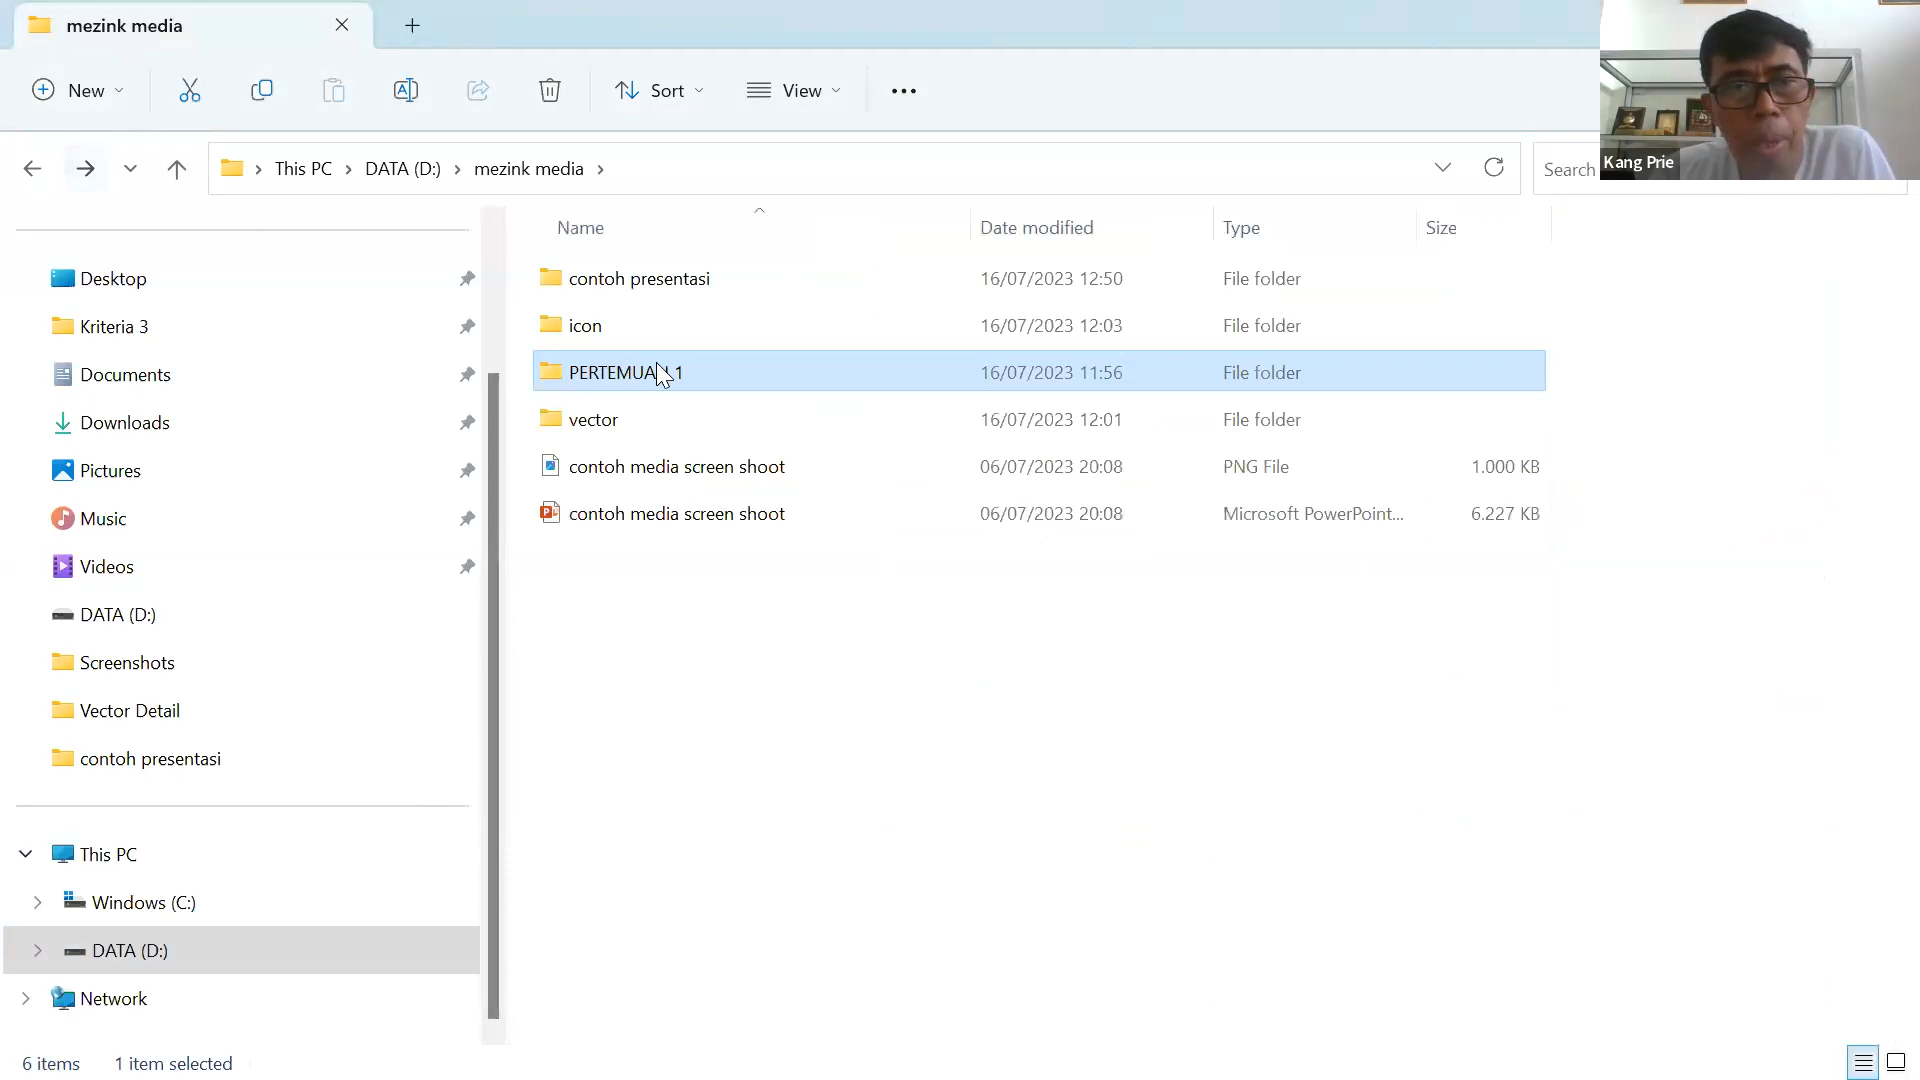 mezink media
New
Sort
View
This PC
DATA (D:)
mezink media
Search
Kang Prie
Name
Date modified
Type
Size
contoh presentasi
16/07/2023 12:50
File folder
icon
16/07/2023 12:03
File folder
1
16/07/2023 11:56
File folder
vector
16/07/2023 12:01
File folder
contoh media screen shoot
06/07/2023 20:08
PNG File
1.000 KB
contoh media screen shoot
06/07/2023 20:08
Microsoft PowerPoint...
6.227 KB
Desktop
Kriteria 3
Documents
Downloads
Pictures
Music
Videos
DATA (D:)
Screenshots
Vector Detail
contoh presentasi
This PC
Windows (C:)
DATA (D:)
Network
6 items
1 item selected